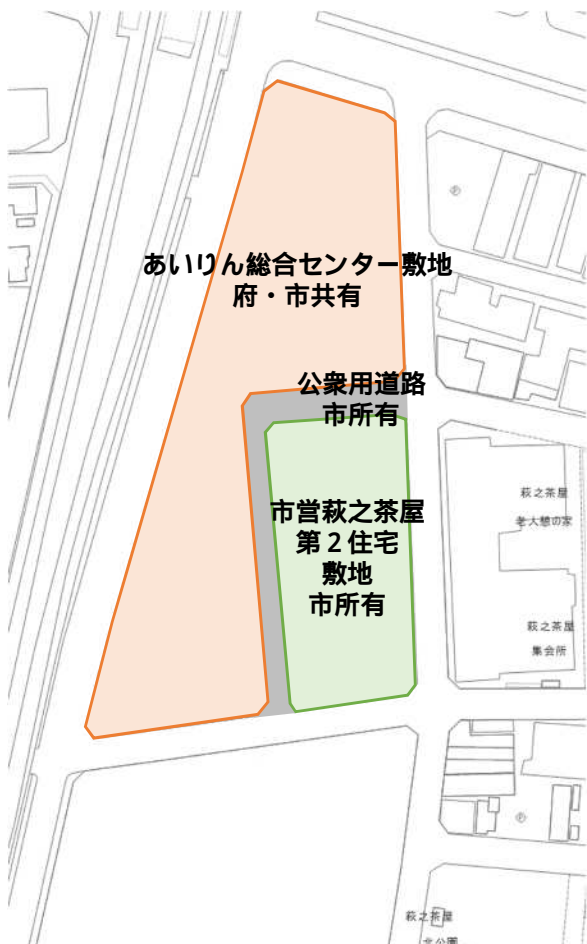 あいりん総合センター敷地
府・市共有
公衆用道路
市所有
市営萩之茶屋
第２住宅
敷地
市所有
萩之茶屋
老人憩の家
萩之茶屋
集会所
萩之茶屋
北公園